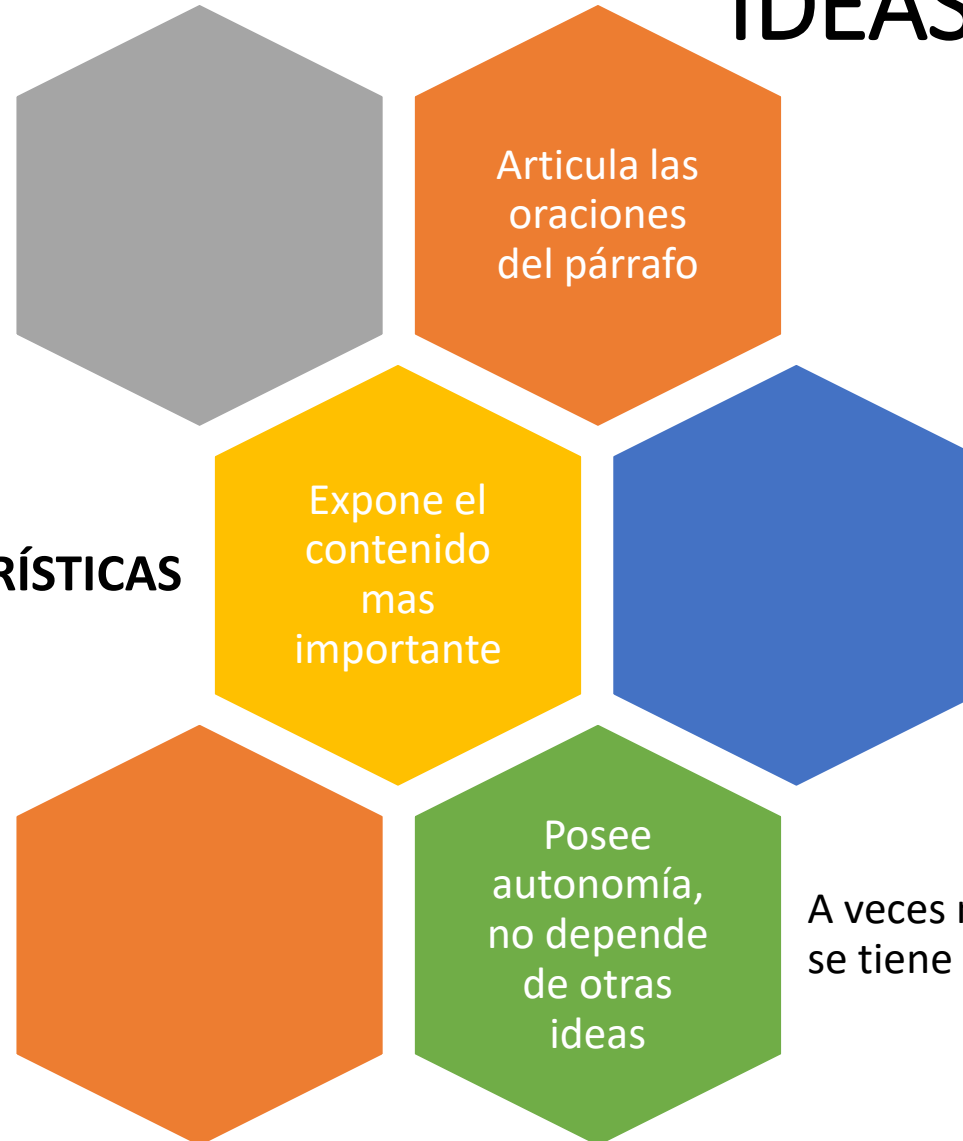 IDEAS
Articula las
oraciones
del párrafo
RÍSTICAS
Expone el
contenido
mas
importante
Posee
autonomía,
no depende
de otras
ideas
A veces
se tiene